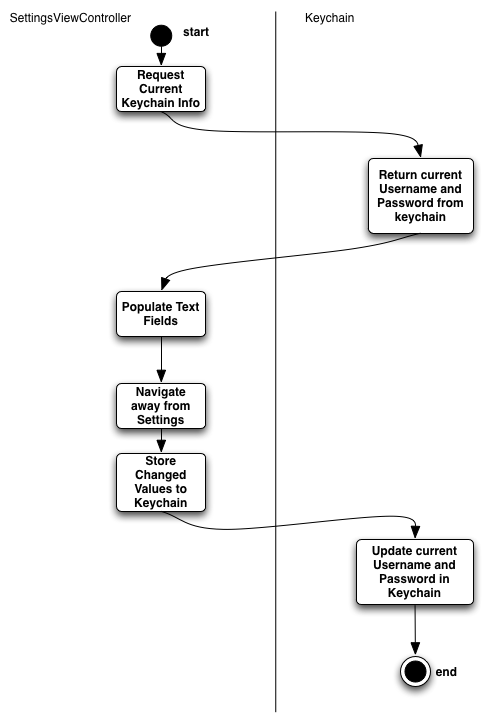 SettingsViewController
Keychain
start
Request
Current
Keychain Info
Return current
Username and
Password from
keychain
Populate Text
Fields
Navigate
away from
Settings
Store
Changed
Values to
Keychain
Update current
Username and
Password in
Keychain
end